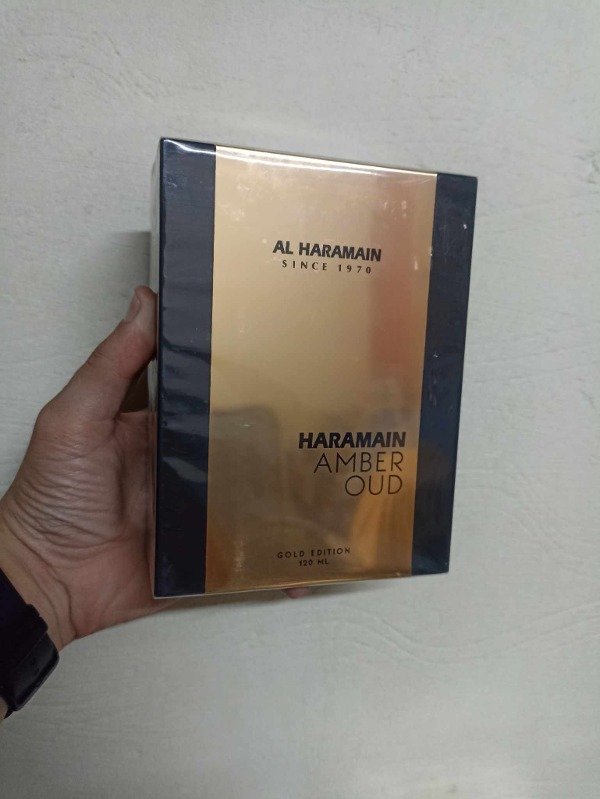 AL HARAMAIN
SINCE 1970
HARAMAIN
AMBER
OUD
GOLD EDITION
120 ML